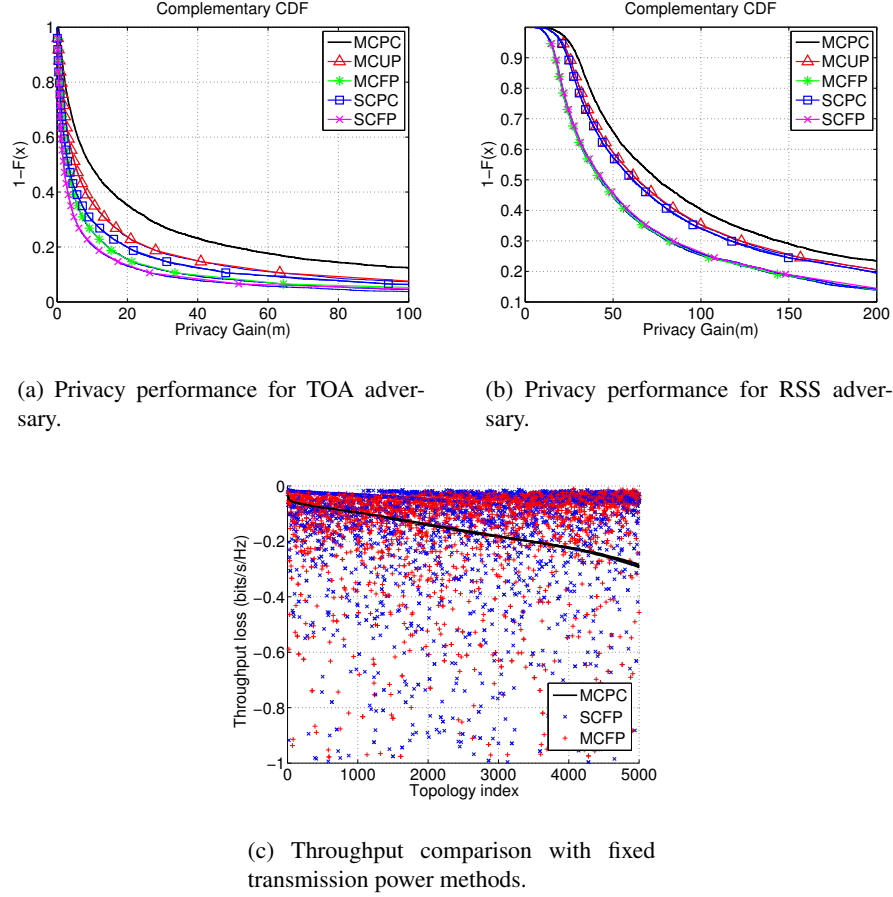 Complementary CDF
1
0.8
0.6
0.4
0.2
0
1−F(x)
MCPC
MCUP
MCFP
SCPC
SCFP
0 20 40 60 80 100
Privacy Gain(m)
(a) Privacy performance for TOA adver-
sary.
Complementary CDF
0.9
0.8
0.7
0.6
0.5
0.4
0.3
0.2
0.1
1−F(x)
MCPC
MCUP
MCFP
SCPC
SCFP
0 50 100 150 200
Privacy Gain(m)
(b) Privacy performance for RSS adver-
sary.
0
−0.2
−0.4
−0.6
−0.8
−1
Throughput loss (bits/s/Hz)
MCPC
SCFP
MCFP
0 1000 2000 3000 4000 5000
Topology index
(c) Throughput comparison with fixed
transmission power methods.